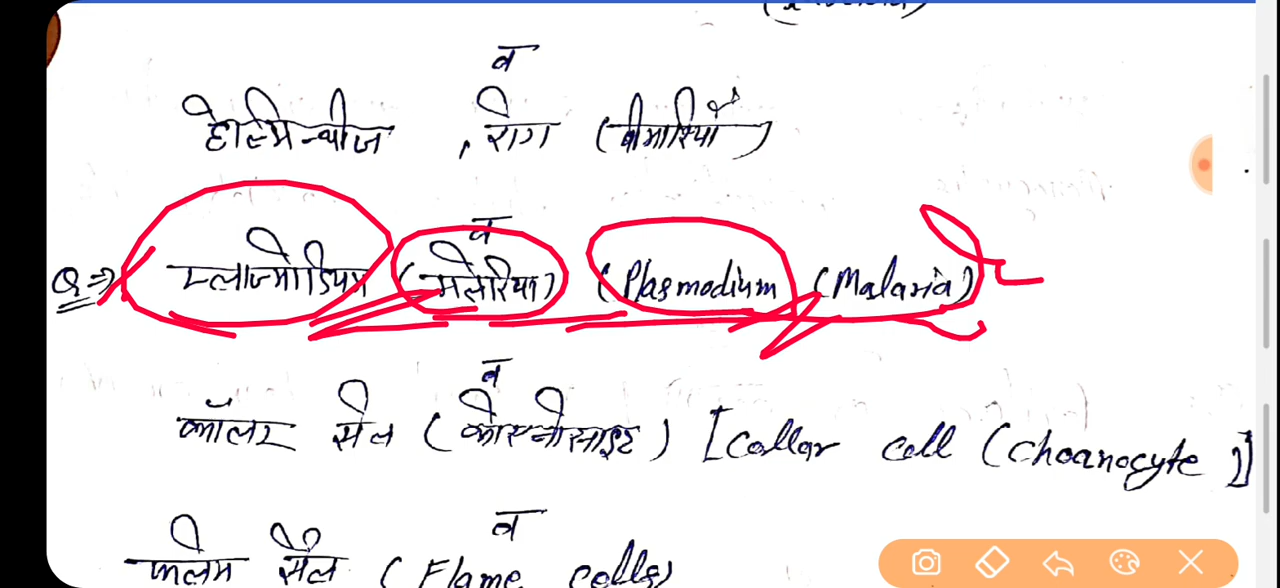 व
हेल्मिन्थीज , रोग (बीमारियाँ)
व
Q ⇒ प्लाज्मोडियम (मलेरिया) (Plasmodium (Malaria)
व
कॉलर सेल (कोएनोसाइट) [collar cell (choanocyte)]
व
फ्लेम सैल (Flame cells)